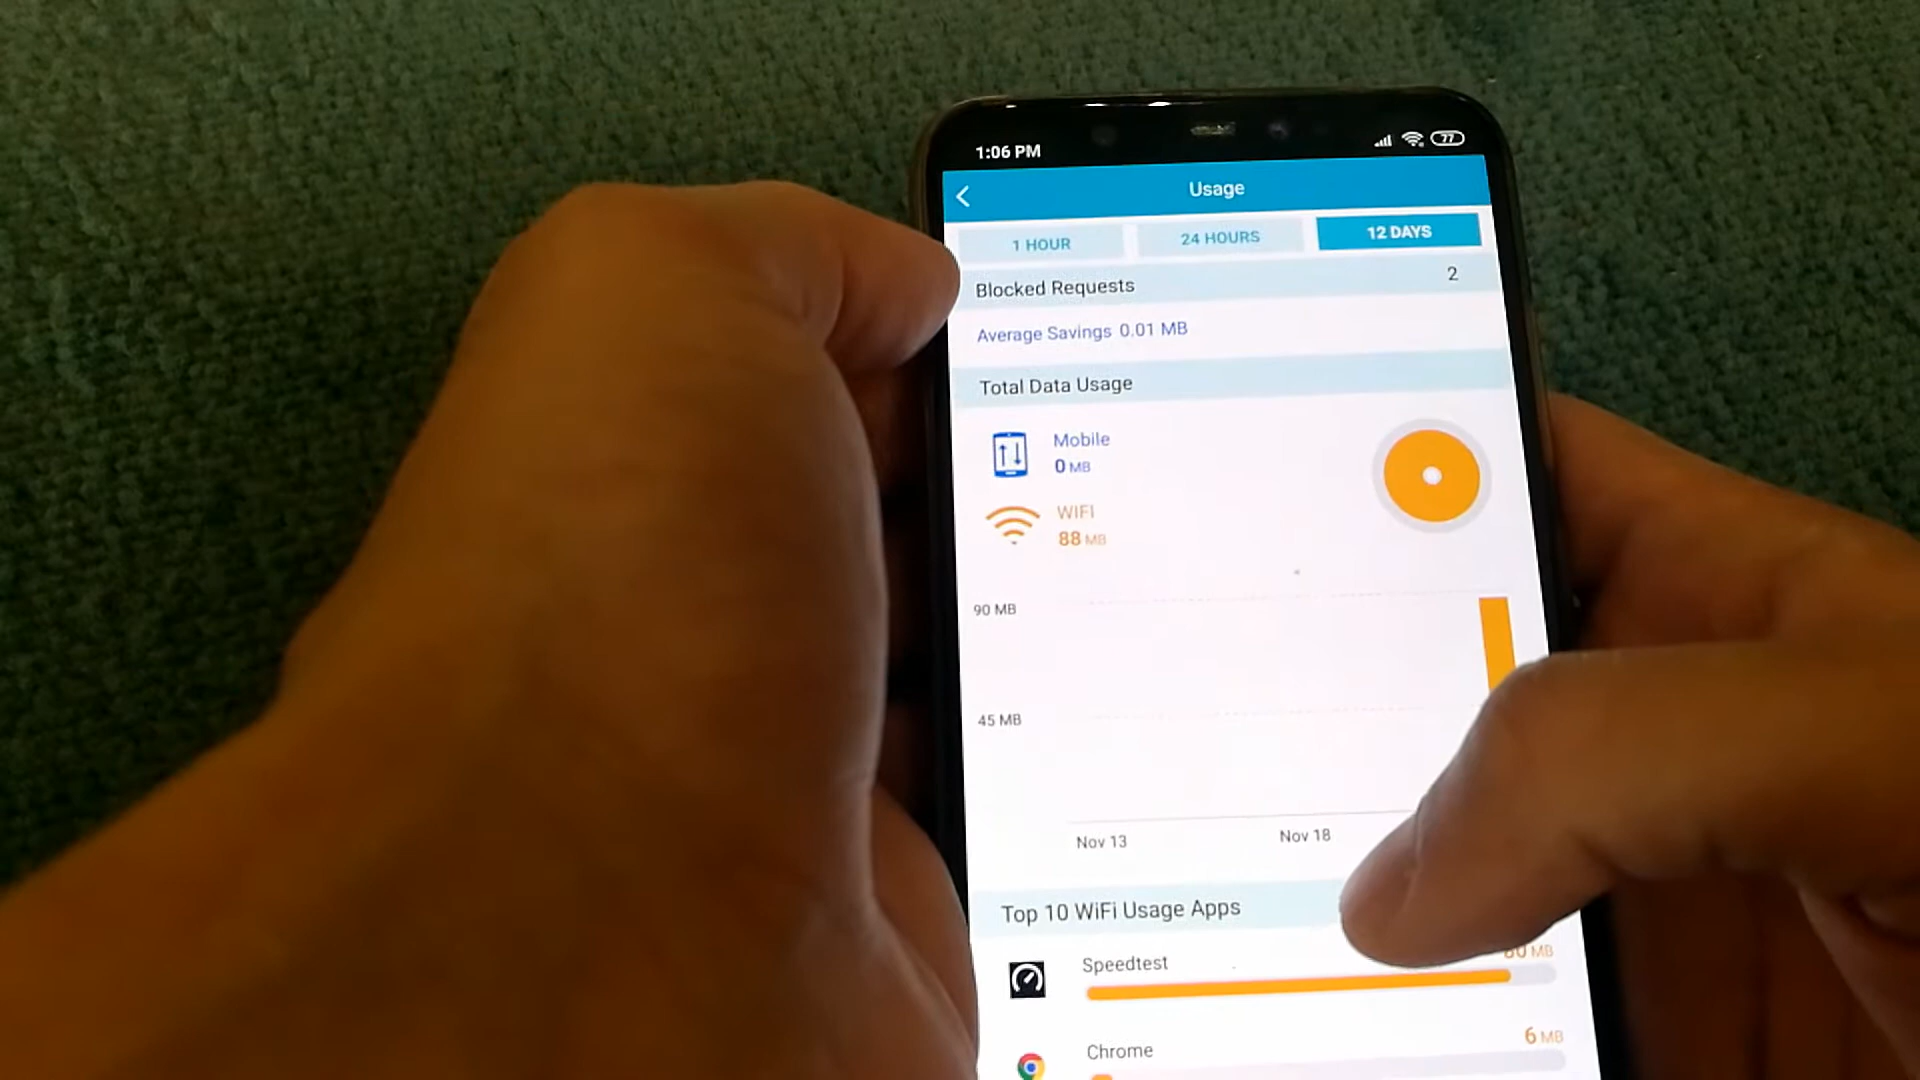 1:06 PM
77
Usage
1 HOUR
24 HOURS
12 DAYS
Blocked Requests
2
Average Savings 0.01 MB
Total Data Usage
Mobile
0 MB
WIFI
88 MB
90 MB
45 MB
Nov 13
Nov 18
Top 10 WiFi Usage Apps
Speedtest
MB
Chrome
6 MB